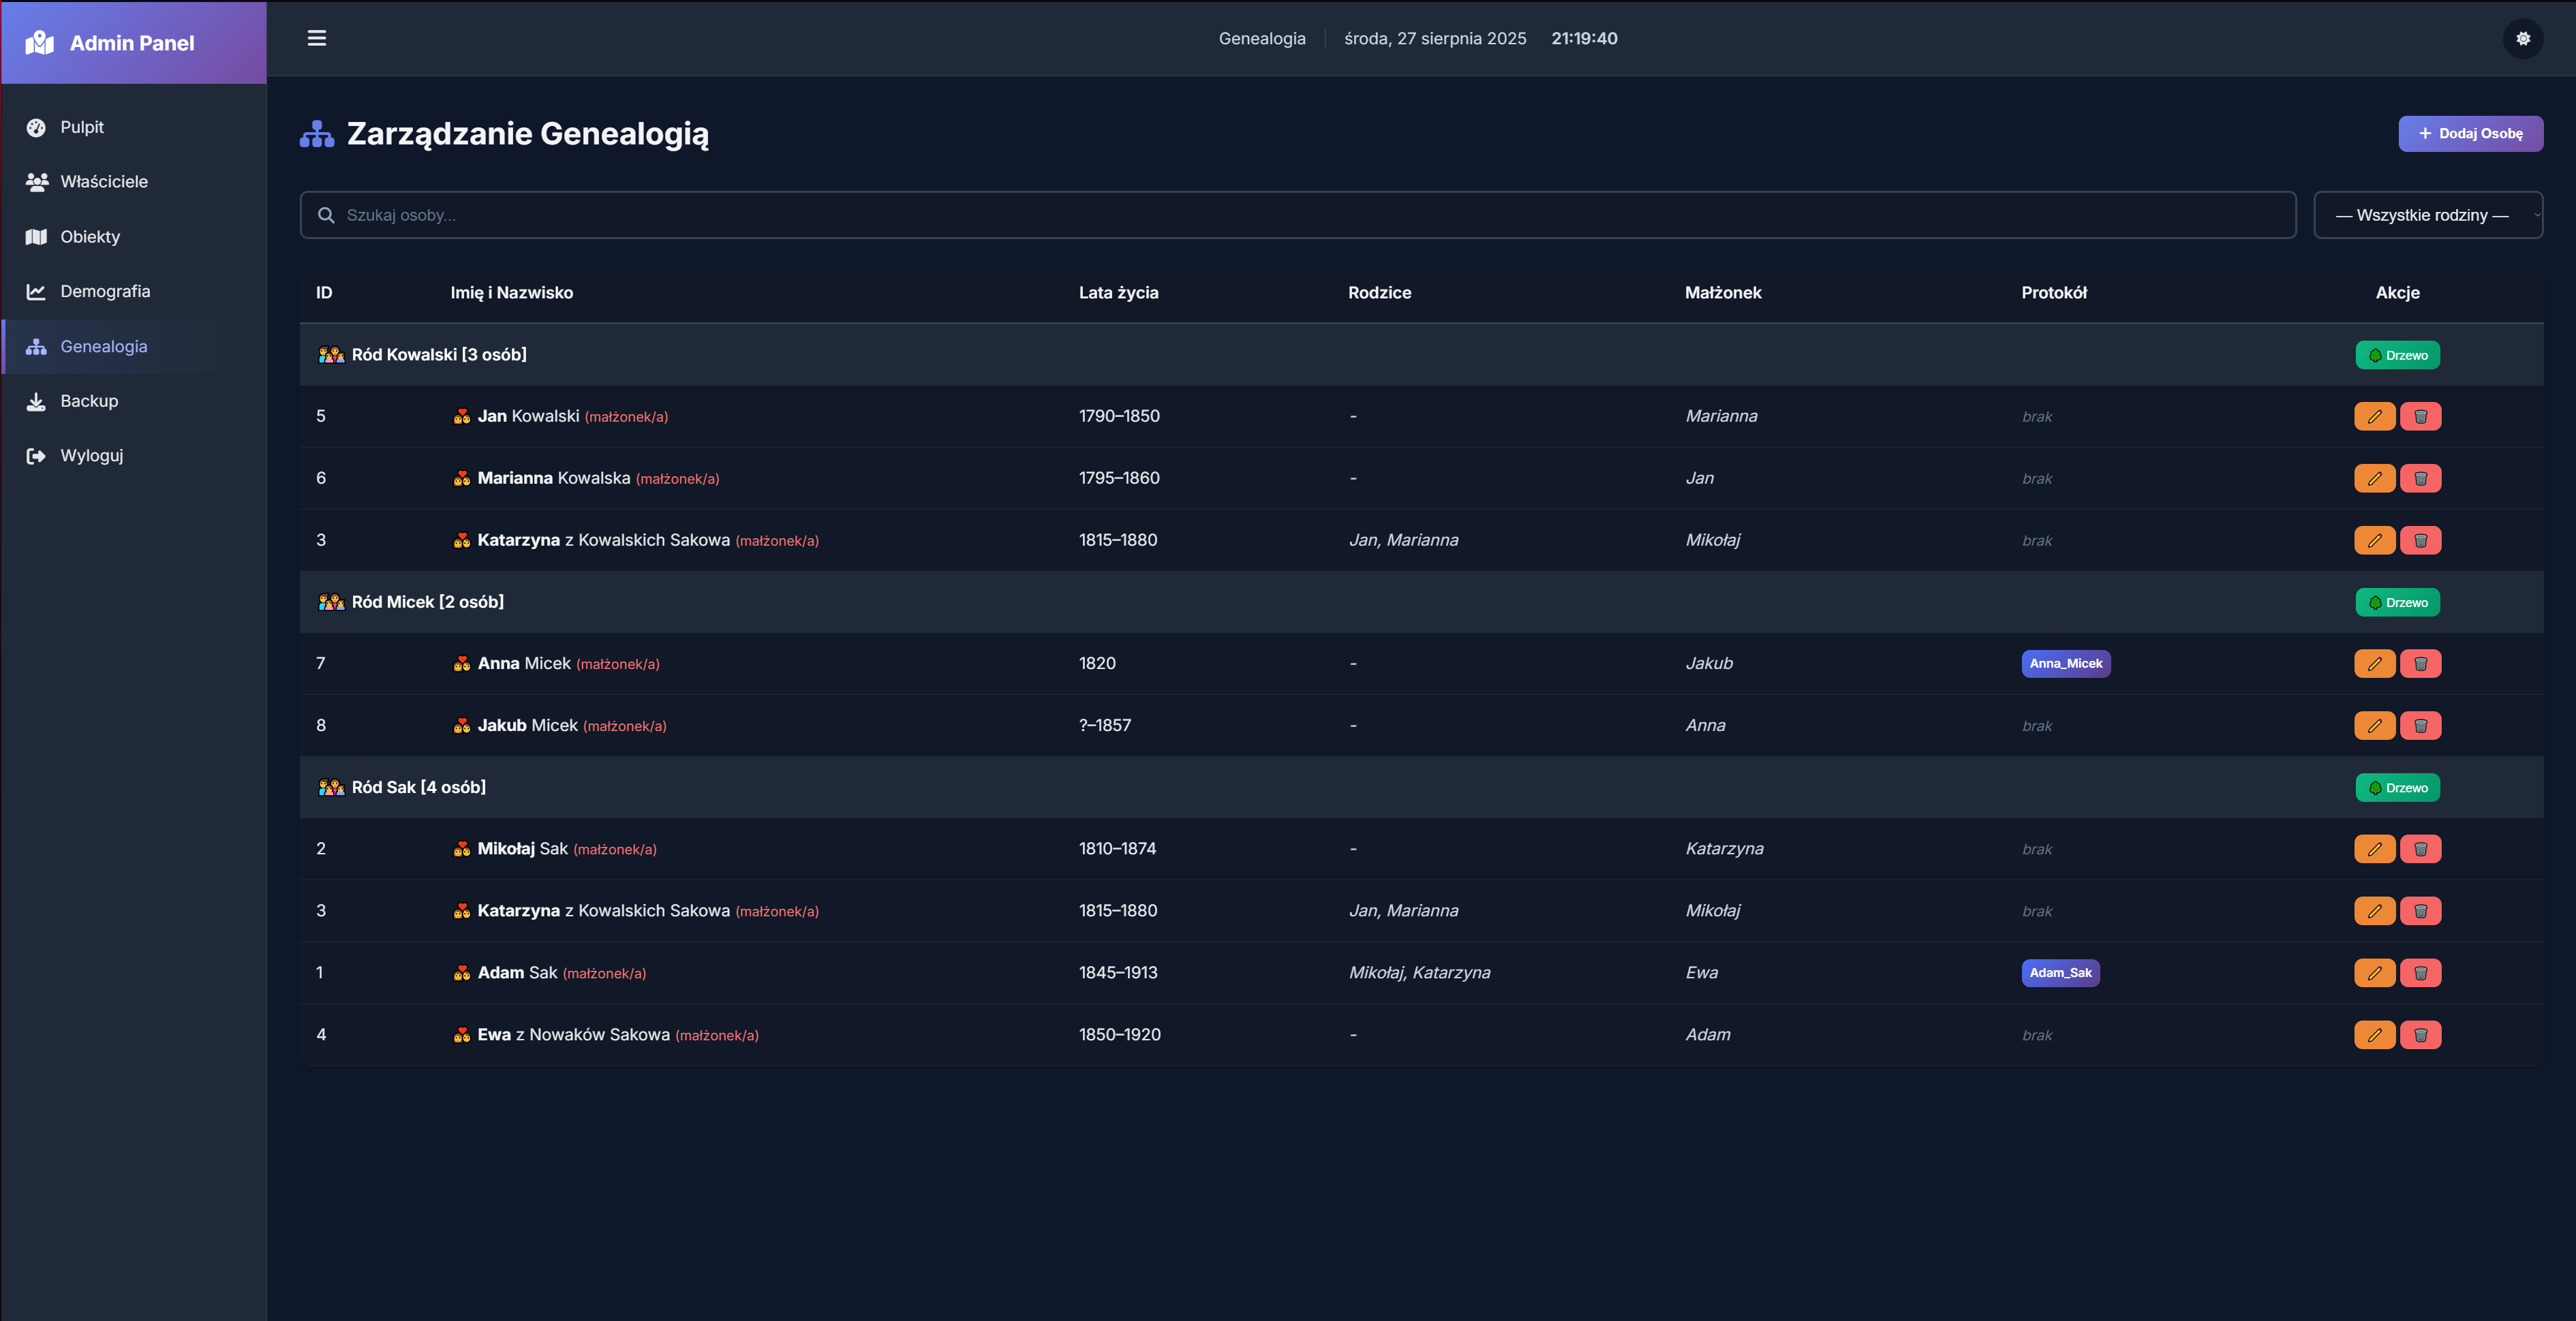 Admin Panel
Genealogia
środa, 27 sierpnia 2025
21:19:40
Pulpit
Właściciele
Obiekty
Demografia
Genealogia
Backup
Wyloguj
Zarządzanie Genealogią
+ Dodaj Osobę
Szukaj osoby...
— Wszystkie rodziny —
ID Imię i Nazwisko Lata życia Rodzice Małżonek Protokół Akcje
Ród Kowalski [3 osób] Drzewo
5 Jan Kowalski (małżonek/a) 1790–1850 - Marianna brak
6 Marianna Kowalska (małżonek/a) 1795–1860 - Jan brak
3 Katarzyna z Kowalskich Sakowa (małżonek/a) 1815–1880 Jan, Marianna Mikołaj brak
Ród Micek [2 osób] Drzewo
7 Anna Micek (małżonek/a) 1820 - Jakub Anna_Micek
8 Jakub Micek (małżonek/a) ?–1857 - Anna brak
Ród Sak [4 osób] Drzewo
2 Mikołaj Sak (małżonek/a) 1810–1874 - Katarzyna brak
3 Katarzyna z Kowalskich Sakowa (małżonek/a) 1815–1880 Jan, Marianna Mikołaj brak
1 Adam Sak (małżonek/a) 1845–1913 Mikołaj, Katarzyna Ewa Adam_Sak
4 Ewa z Nowaków Sakowa (małżonek/a) 1850–1920 - Adam brak